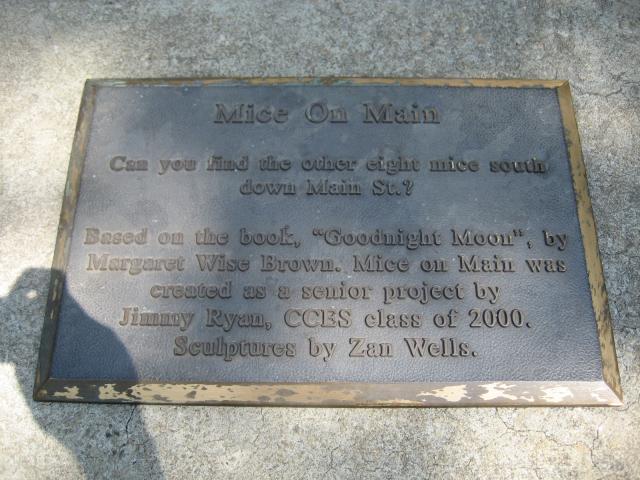 Mice On Main
Can you find the other eight mice south
down Main St.?
Based on the book, “Goodnight Moon”, by
Margaret Wise Brown. Mice on Main was
created as a senior project by
Jimmy Ryan, CCES class of 2000.
Sculptures by Zan Wells.